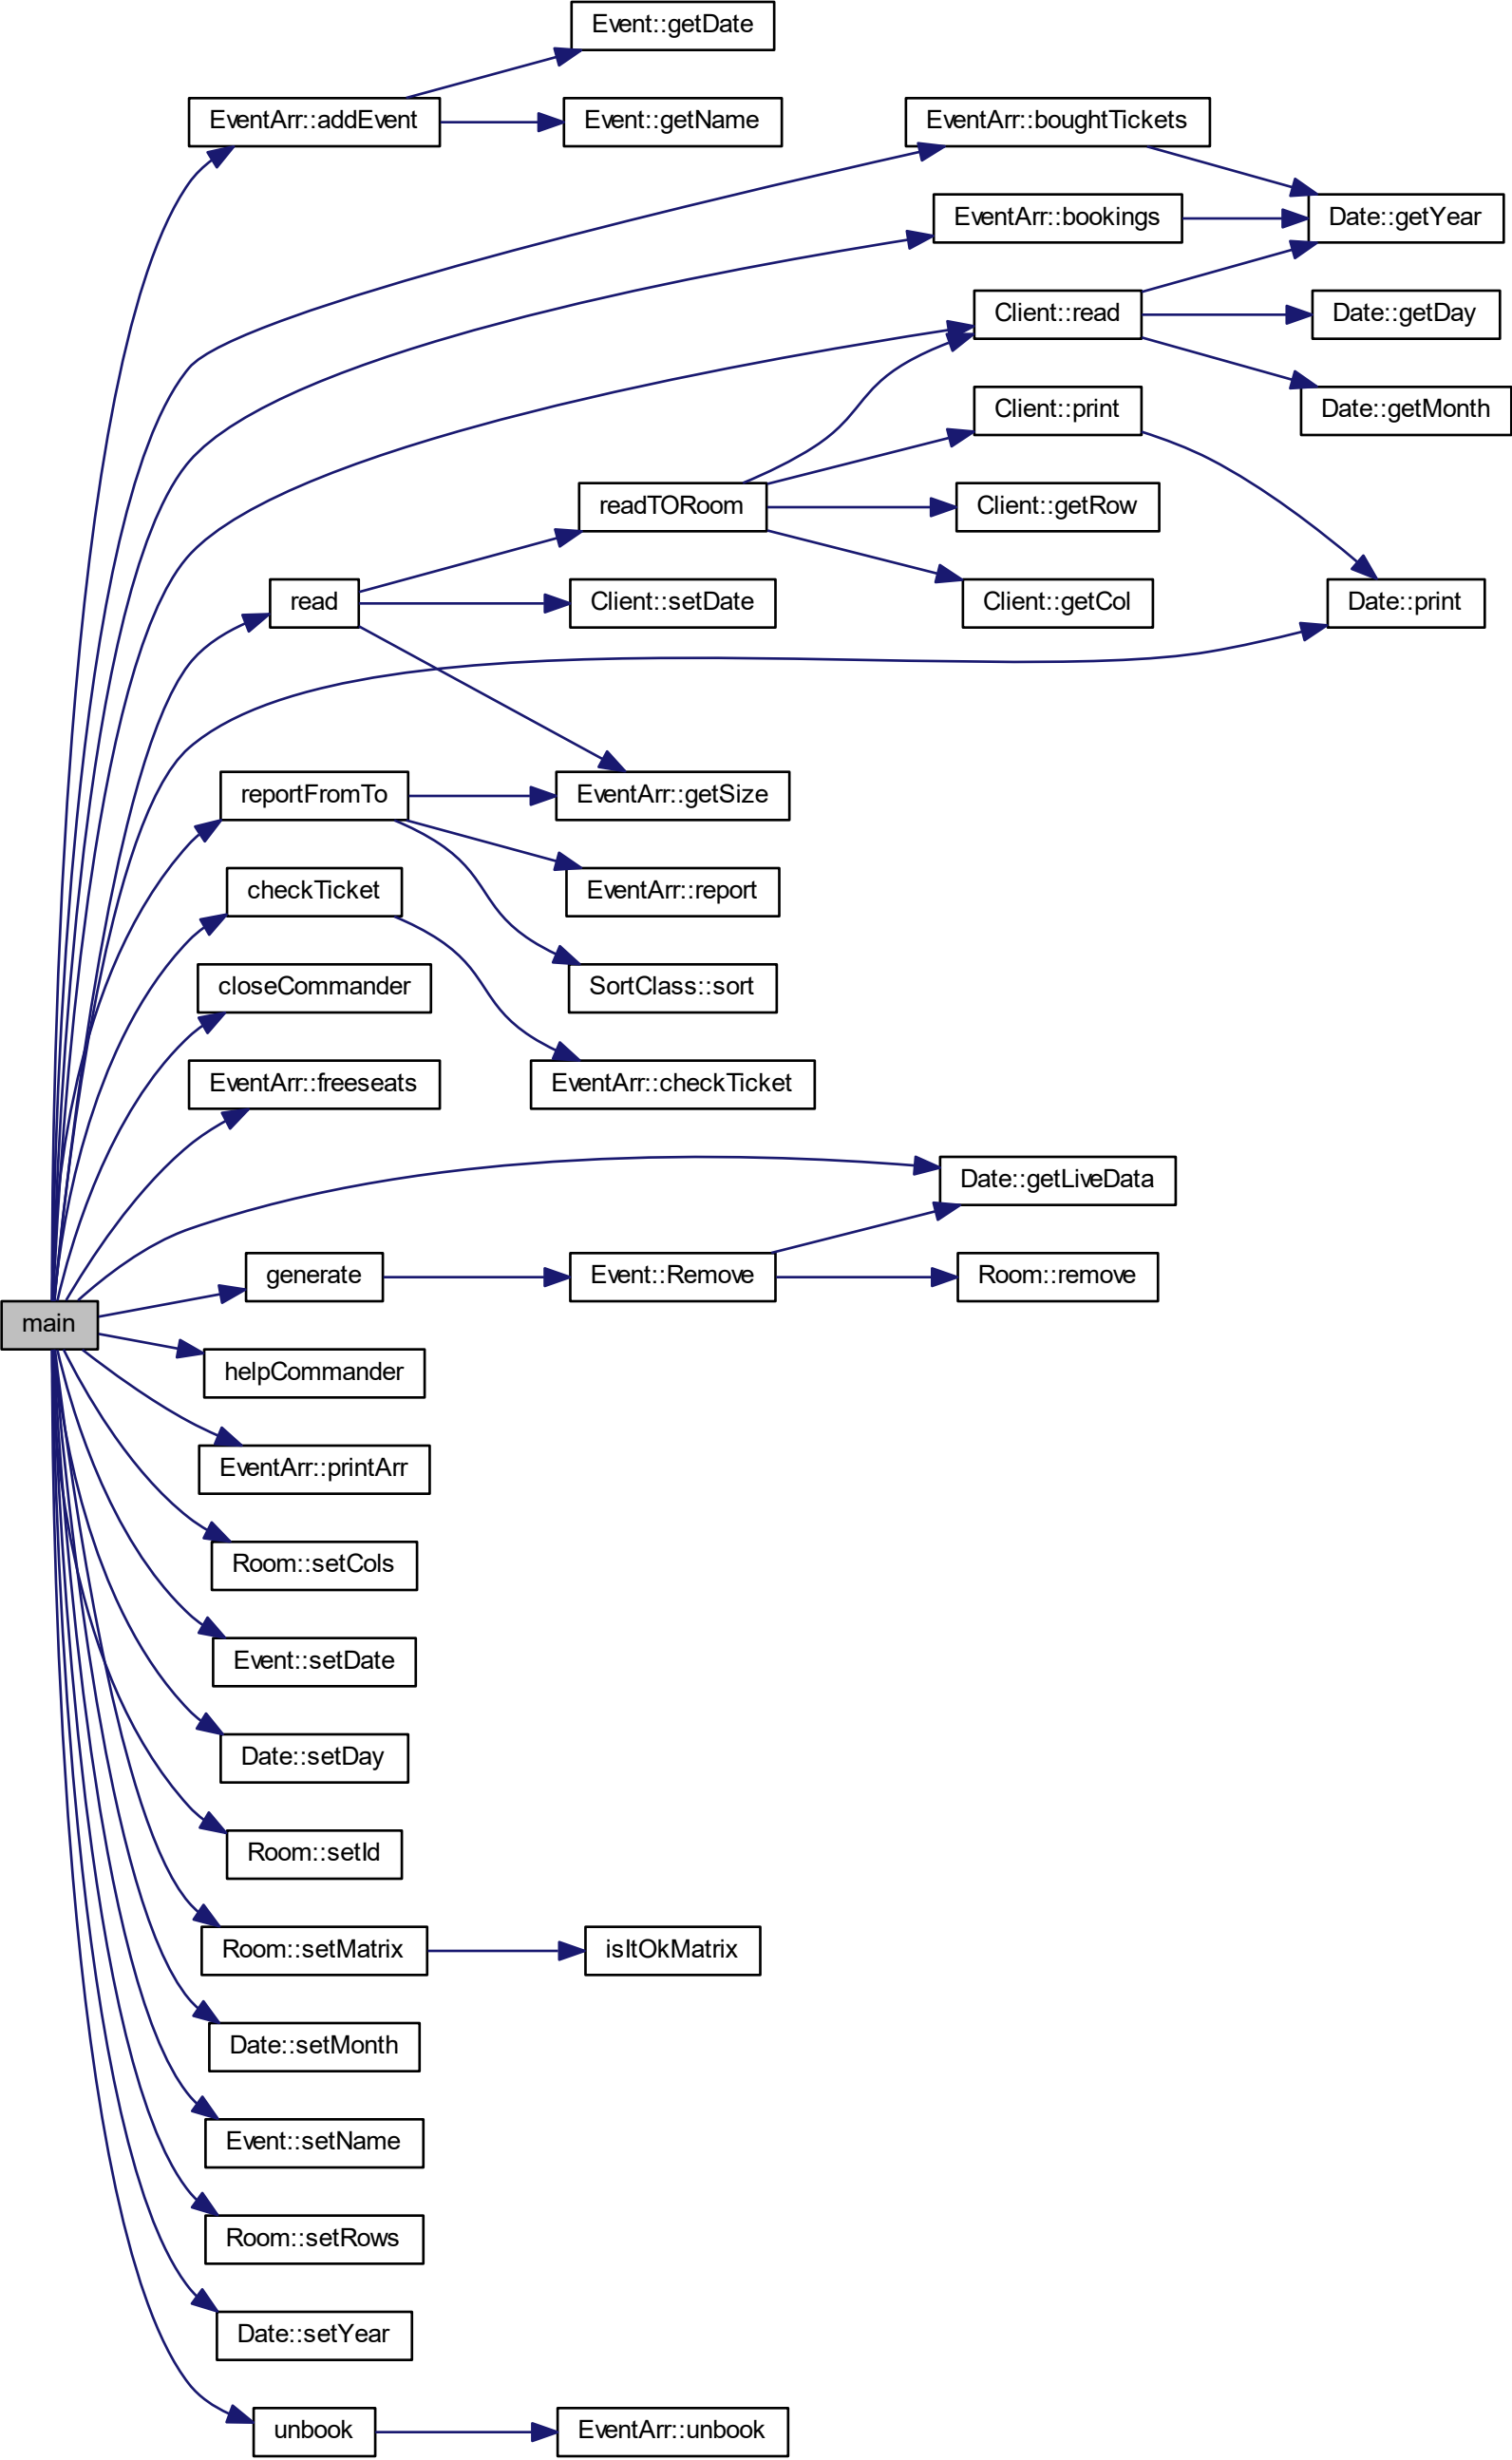 Event::getDate
EventArr::addEvent
Event::getName
EventArr::boughtTickets
EventArr::bookings
Date::getYear
Client::read
Date::getDay
Client::print
Date::getMonth
readTORoom
Client::getRow
read
Client::setDate
Client::getCol
Date::print
reportFromTo
EventArr::getSize
checkTicket
EventArr::report
closeCommander
SortClass::sort
EventArr::freeseats
EventArr::checkTicket
Date::getLiveData
generate
Event::Remove
Room::remove
main
helpCommander
EventArr::printArr
Room::setCols
Event::setDate
Date::setDay
Room::setId
Room::setMatrix
isItOkMatrix
Date::setMonth
Event::setName
Room::setRows
Date::setYear
unbook
EventArr::unbook